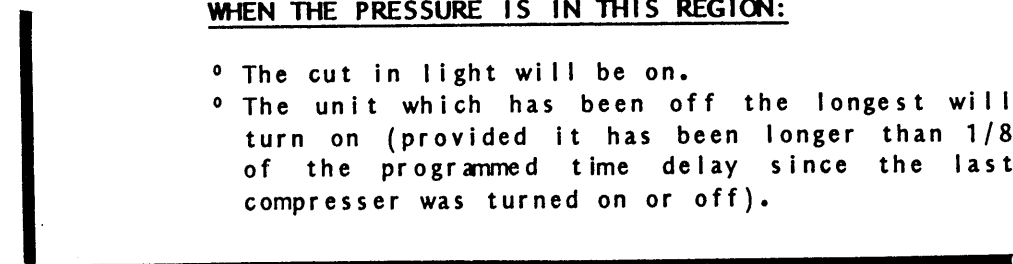 WHEN THE PRESSURE IS IN THIS REGION:
° The cut in light will be on.
° The unit which has been off the longest will
turn on (provided it has been longer than 1/8
of the programmed time delay since the last
compresser was turned on or off).